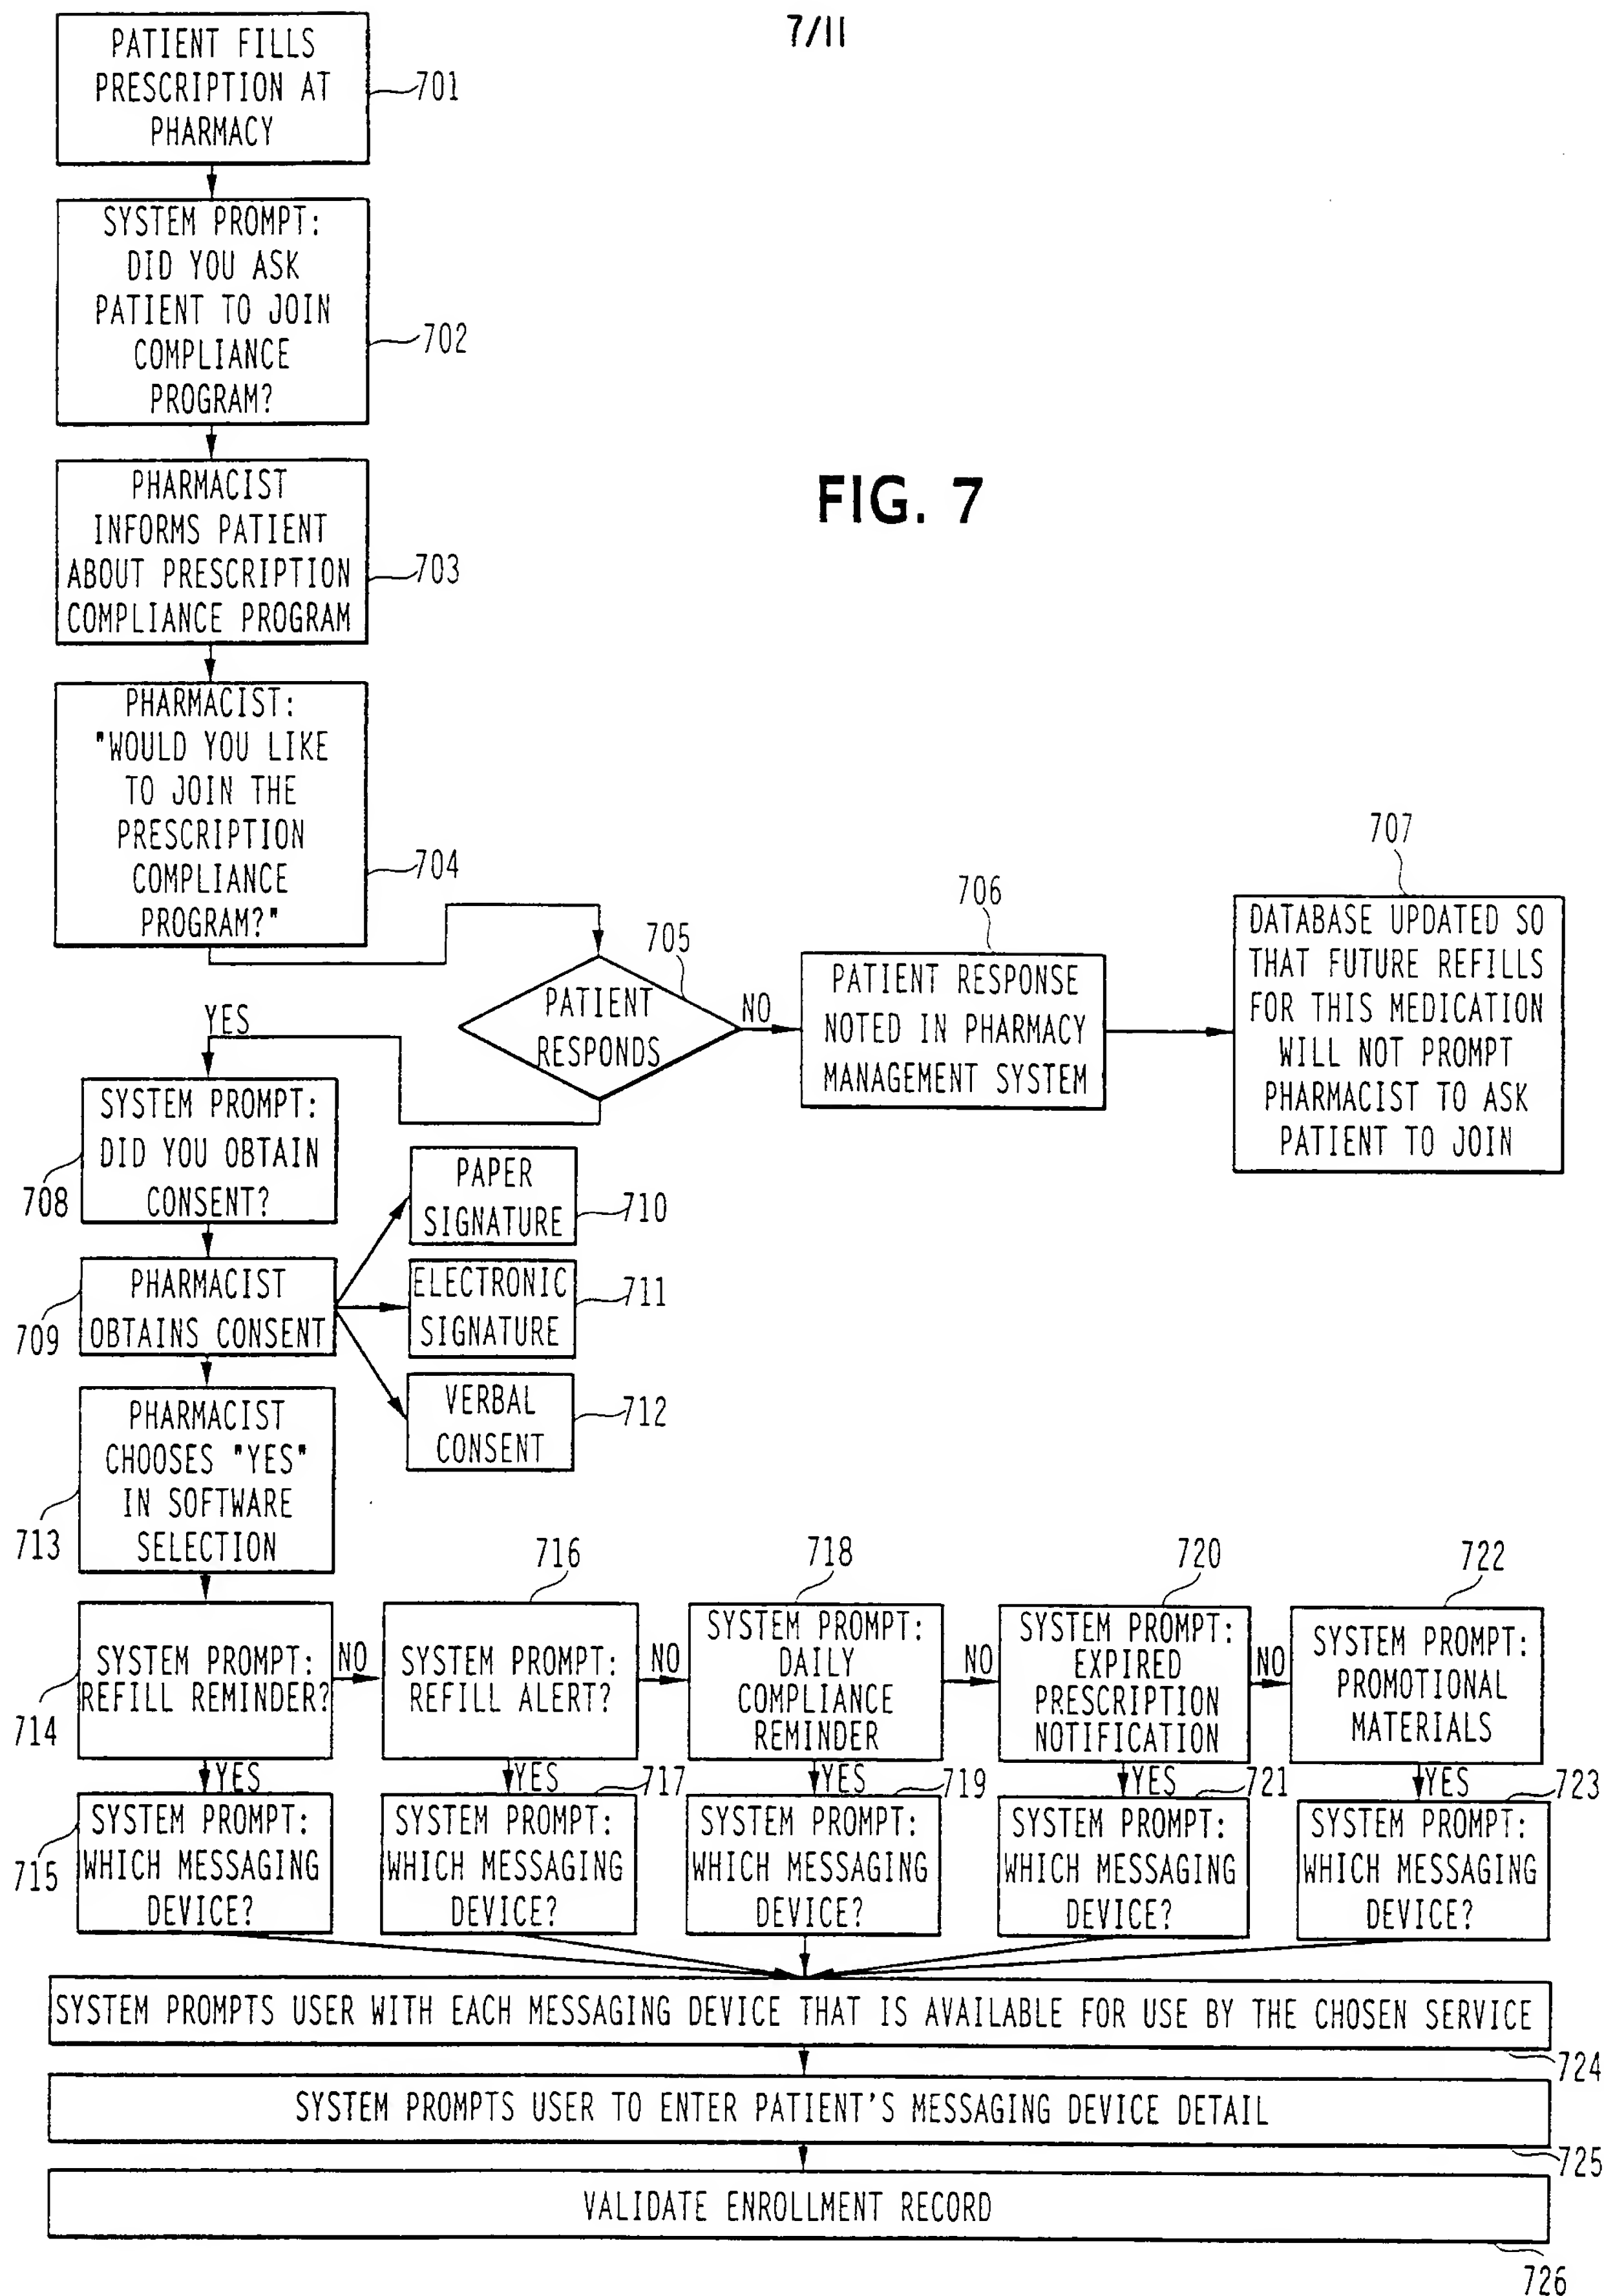 7/11
PATIENT FILLS
PRESCRIPTION AT
PHARMACY
701
SYSTEM PROMPT:
DID YOU ASK
PATIENT TO JOIN
COMPLIANCE
PROGRAM?
702
PHARMACIST
INFORMS PATIENT
ABOUT PRESCRIPTION
COMPLIANCE PROGRAM
703
FIG. 7
PHARMACIST:
"WOULD YOU LIKE
TO JOIN THE
PRESCRIPTION
COMPLIANCE
PROGRAM?"
704
705
PATIENT
RESPONDS
NO
706
PATIENT RESPONSE
NOTED IN PHARMACY
MANAGEMENT SYSTEM
707
DATABASE UPDATED SO
THAT FUTURE REFILLS
FOR THIS MEDICATION
WILL NOT PROMPT
PHARMACIST TO ASK
PATIENT TO JOIN
YES
SYSTEM PROMPT:
DID YOU OBTAIN
CONSENT?
708
PHARMACIST
OBTAINS CONSENT
709
PAPER
SIGNATURE
710
ELECTRONIC
SIGNATURE
711
VERBAL
CONSENT
712
PHARMACIST
CHOOSES "YES"
IN SOFTWARE
SELECTION
713
SYSTEM PROMPT:
REFILL REMINDER?
714
NO
716
SYSTEM PROMPT:
REFILL ALERT?
NO
718
SYSTEM PROMPT:
DAILY
COMPLIANCE
REMINDER
NO
720
SYSTEM PROMPT:
EXPIRED
PRESCRIPTION
NOTIFICATION
NO
722
SYSTEM PROMPT:
PROMOTIONAL
MATERIALS
YES
SYSTEM PROMPT:
WHICH MESSAGING
DEVICE?
715
YES
717
SYSTEM PROMPT:
WHICH MESSAGING
DEVICE?
YES
719
SYSTEM PROMPT:
WHICH MESSAGING
DEVICE?
YES
721
SYSTEM PROMPT:
WHICH MESSAGING
DEVICE?
YES
723
SYSTEM PROMPT:
WHICH MESSAGING
DEVICE?
SYSTEM PROMPTS USER WITH EACH MESSAGING DEVICE THAT IS AVAILABLE FOR USE BY THE CHOSEN SERVICE
724
SYSTEM PROMPTS USER TO ENTER PATIENT'S MESSAGING DEVICE DETAIL
725
VALIDATE ENROLLMENT RECORD
726